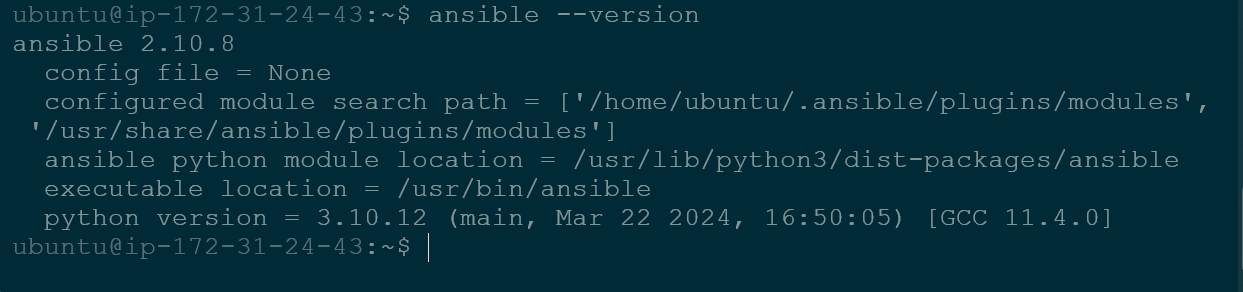 ubuntu@ip-172-31-24-43:~$ ansible --version
ansible 2.10.8
  config file = None
  configured module search path = ['/home/ubuntu/.ansible/plugins/modules',
 '/usr/share/ansible/plugins/modules']
  ansible python module location = /usr/lib/python3/dist-packages/ansible
  executable location = /usr/bin/ansible
  python version = 3.10.12 (main, Mar 22 2024, 16:50:05) [GCC 11.4.0]
ubuntu@ip-172-31-24-43:~$